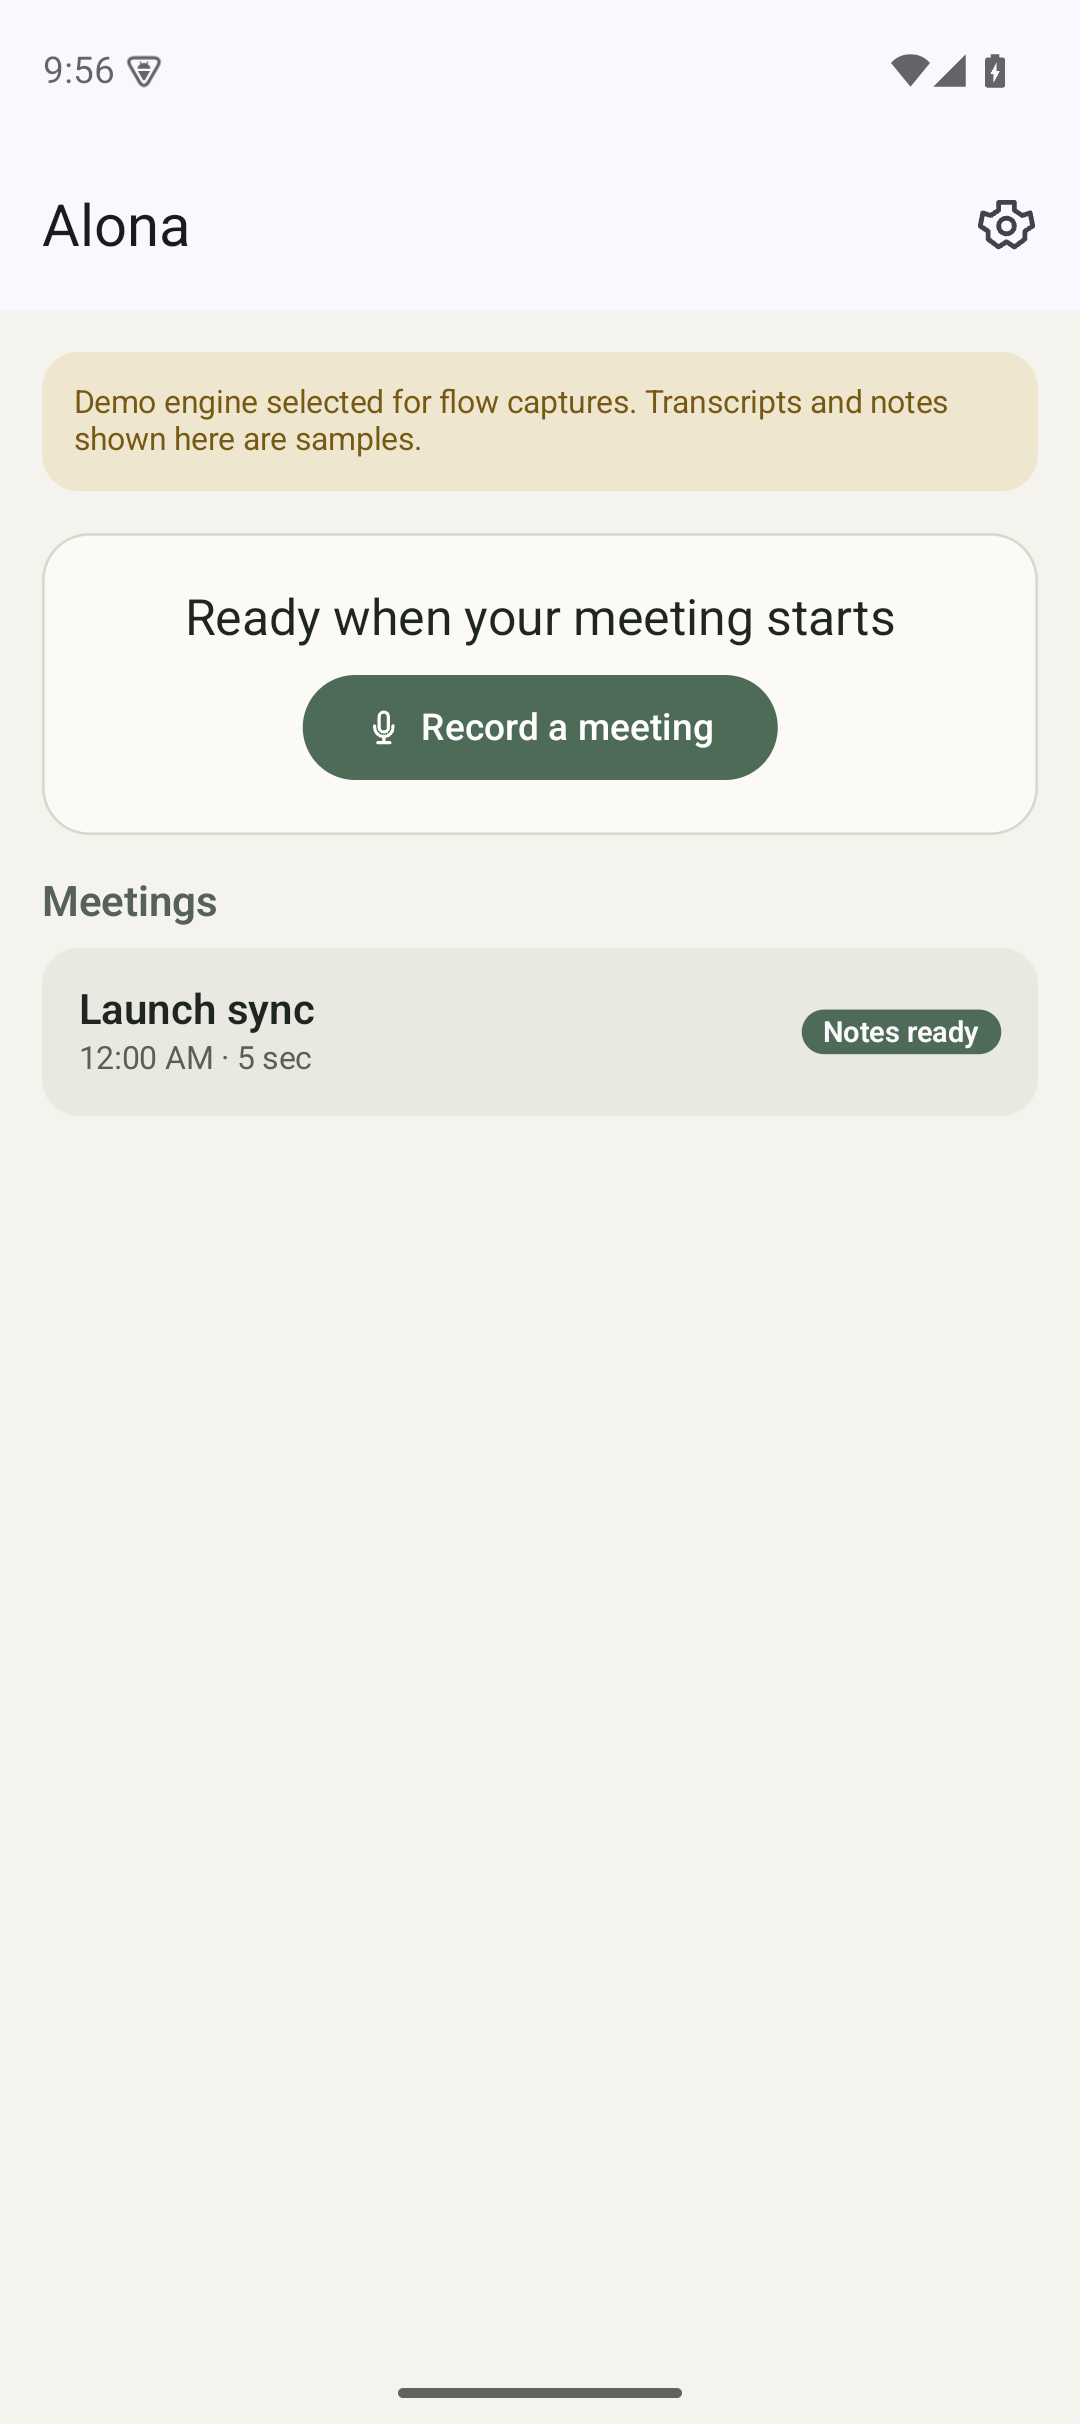 9:56
Alona
Demo engine selected for flow captures. Transcripts and notes
shown here are samples.
Ready when your meeting starts
Record a meeting
Meetings
Launch sync
12:00 AM · 5 sec
Notes ready